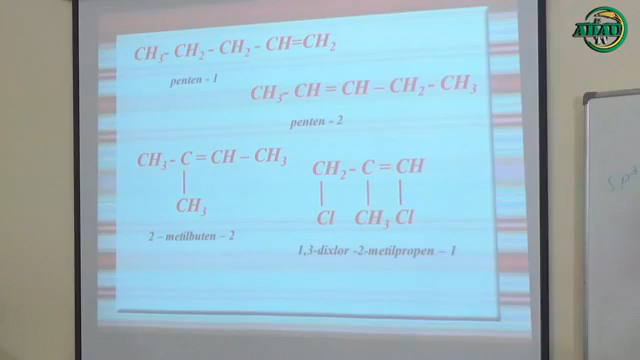 CH₃- CH₂ - CH₂ - CH=CH₂
penten - 1
CH₃- CH = CH – CH₂- CH₃
penten - 2
CH₃ - C = CH – CH₃
CH₃
2 – metilbuten – 2
CH₂ - C = CH
Cl CH₃ Cl
1,3-dixlor -2-metilpropen – 1
SP³